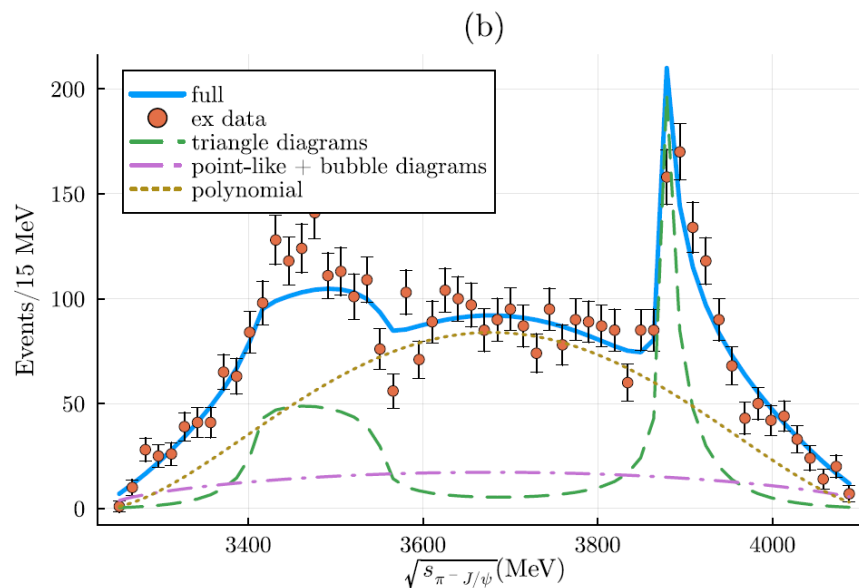 (b)
full
ex data
triangle diagrams
point-like + bubble diagrams
polynomial
Events/15 MeV
200
150
100
50
0
3400 3600 3800 4000
√s_{π⁻ J/ψ}(MeV)